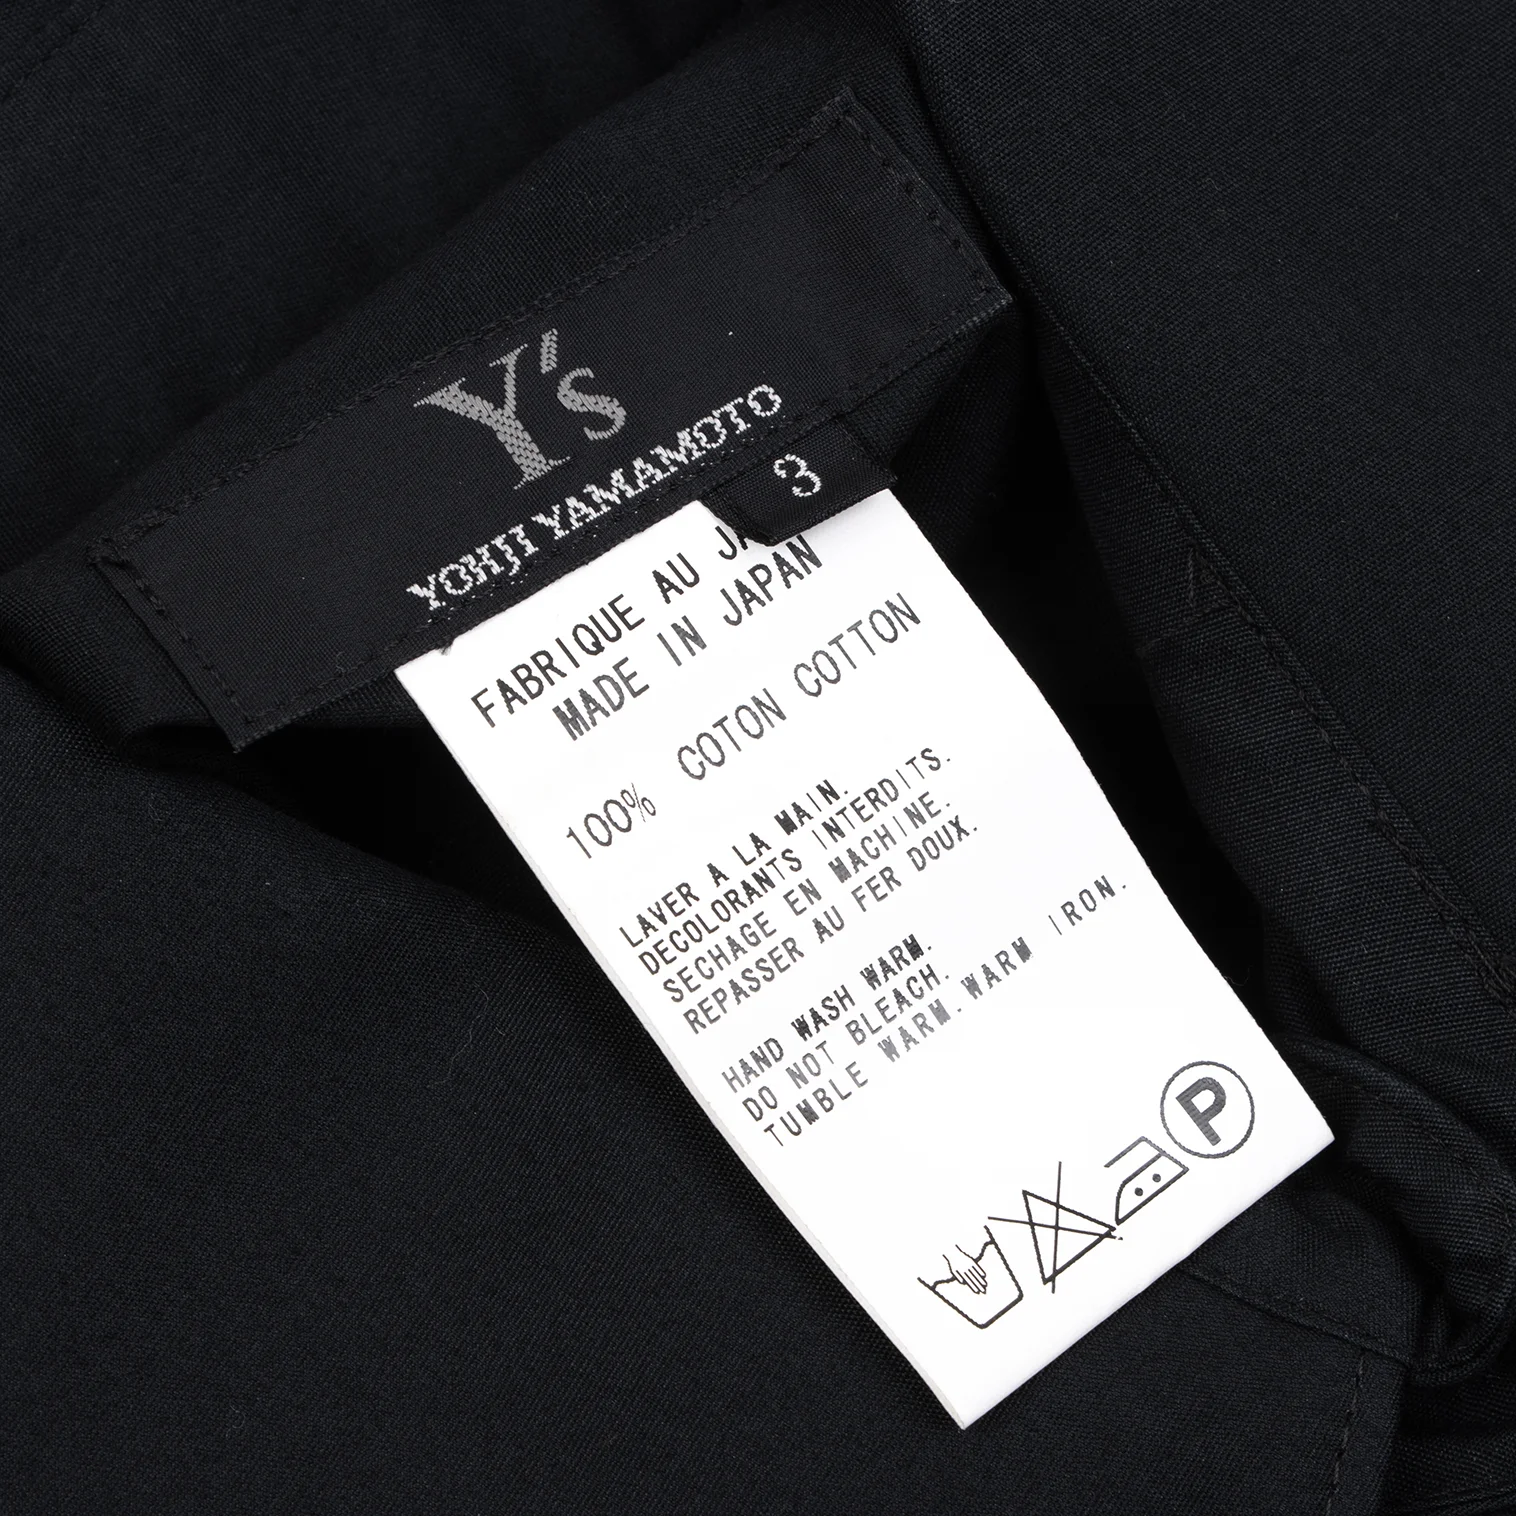 Y's
YOHJI YAMAMOTO
3
FABRIQUE AU
MADE IN JAPAN
100% COTON COTTON
LAVER A LA MAIN.
DECOLORANTS INTERDITS.
SECHAGE EN MACHINE.
REPASSER AU FER DOUX.
HAND WASH WARM.
DO NOT BLEACH.
TUMBLE WARM. WARM IRON.
P